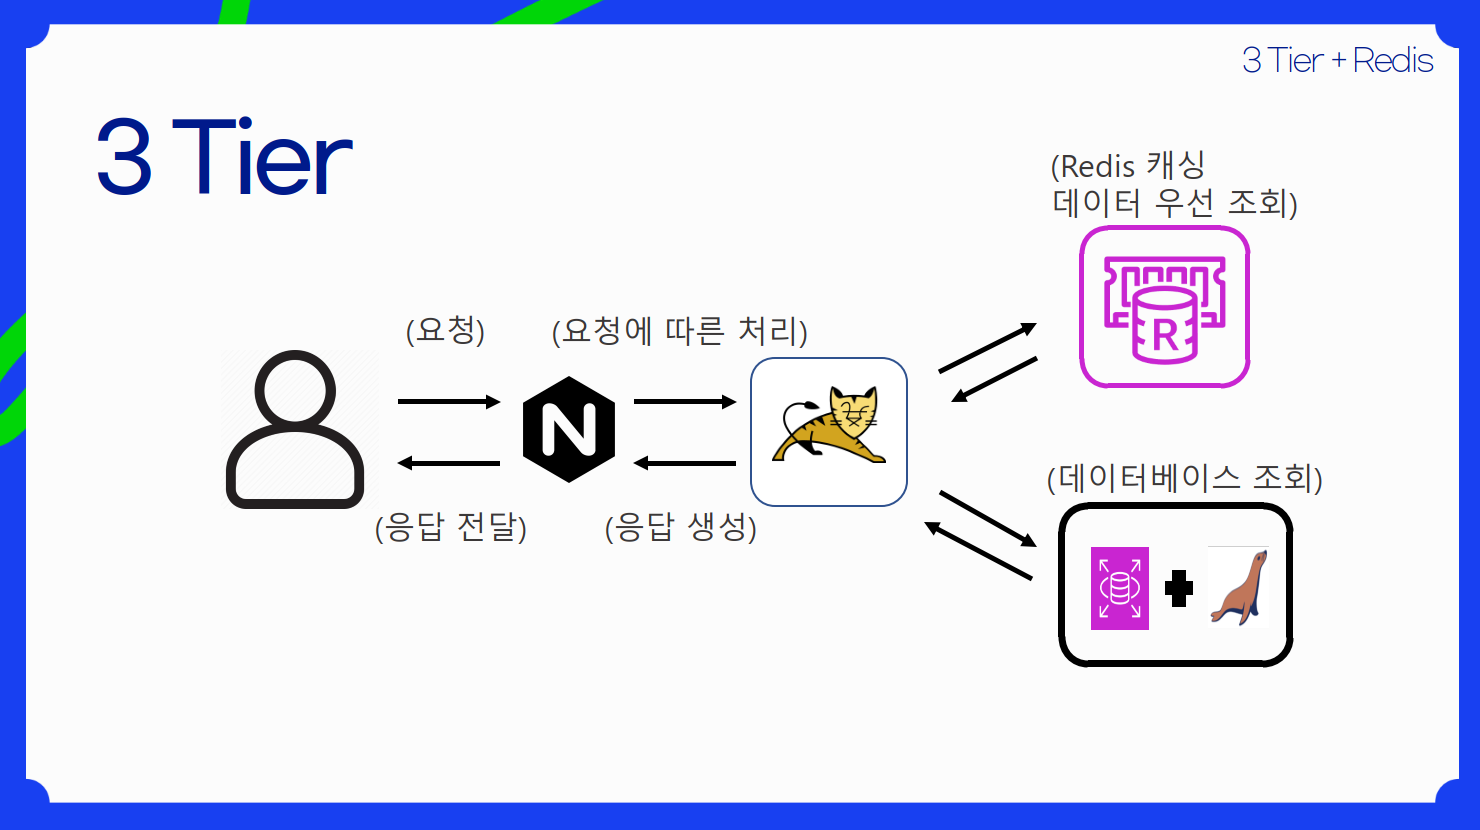 3 Tier + Redis
3 Tier
(Redis 캐싱
데이터 우선 조회)
(요청)
(요청에 따른 처리)
R
N
(데이터베이스 조회)
(응답 전달)
(응답 생성)